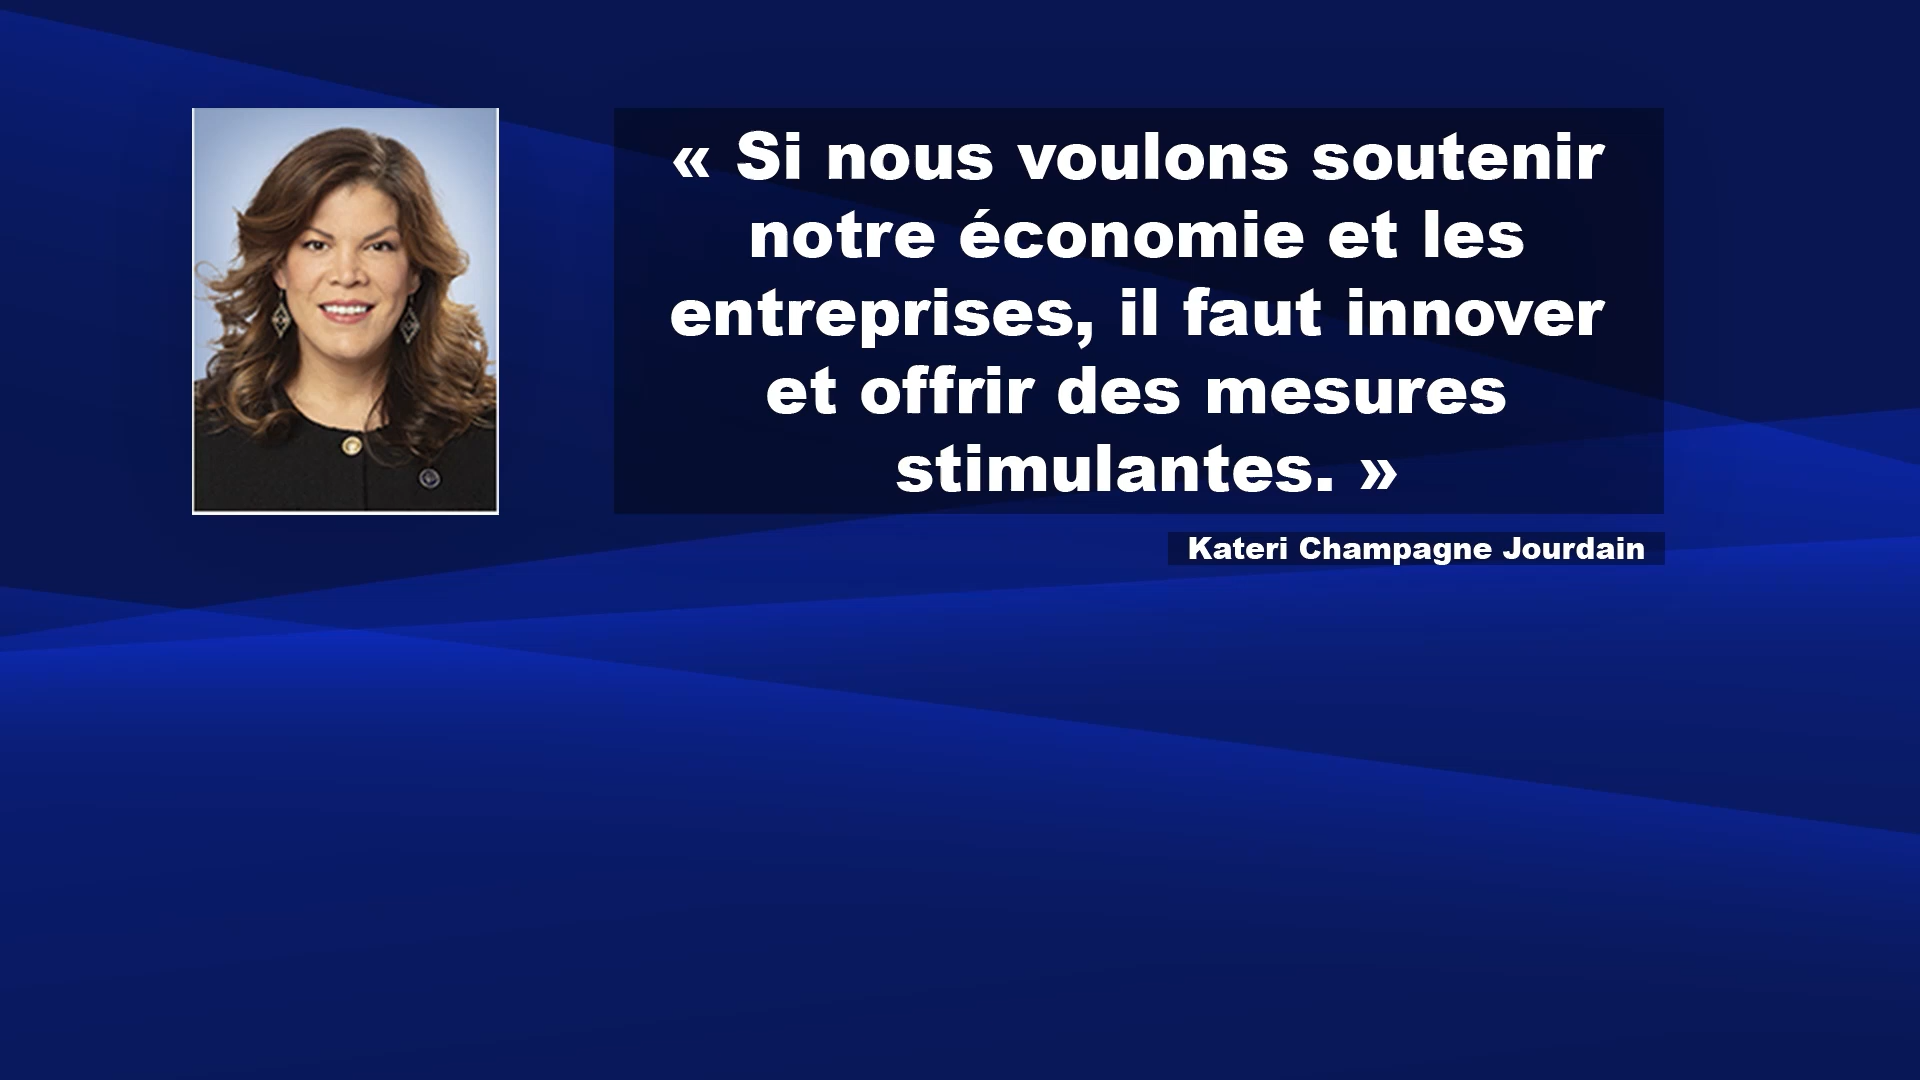 « Si nous voulons soutenir
notre économie et les
entreprises, il faut innover
et offrir des mesures
stimulantes. »
Kateri Champagne Jourdain